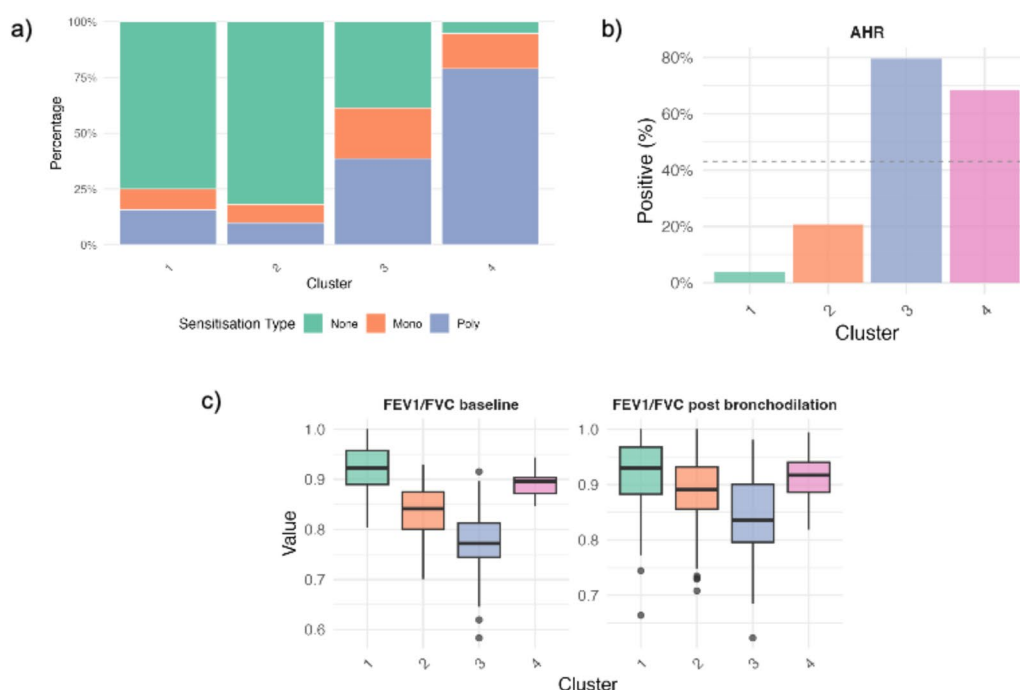 a)
100%
75%
50%
25%
0%
Percentage
1 2 3 4
Cluster
Sensitisation Type None Mono Poly
b)
AHR
80%
60%
40%
20%
0%
Positive (%)
1 2 3 4
Cluster
c)
FEV1/FVC baseline
1.0
0.9
0.8
0.7
0.6
Value
1 2 3 4
FEV1/FVC post bronchodilation
1.0
0.9
0.8
0.7
1 2 3 4
Cluster